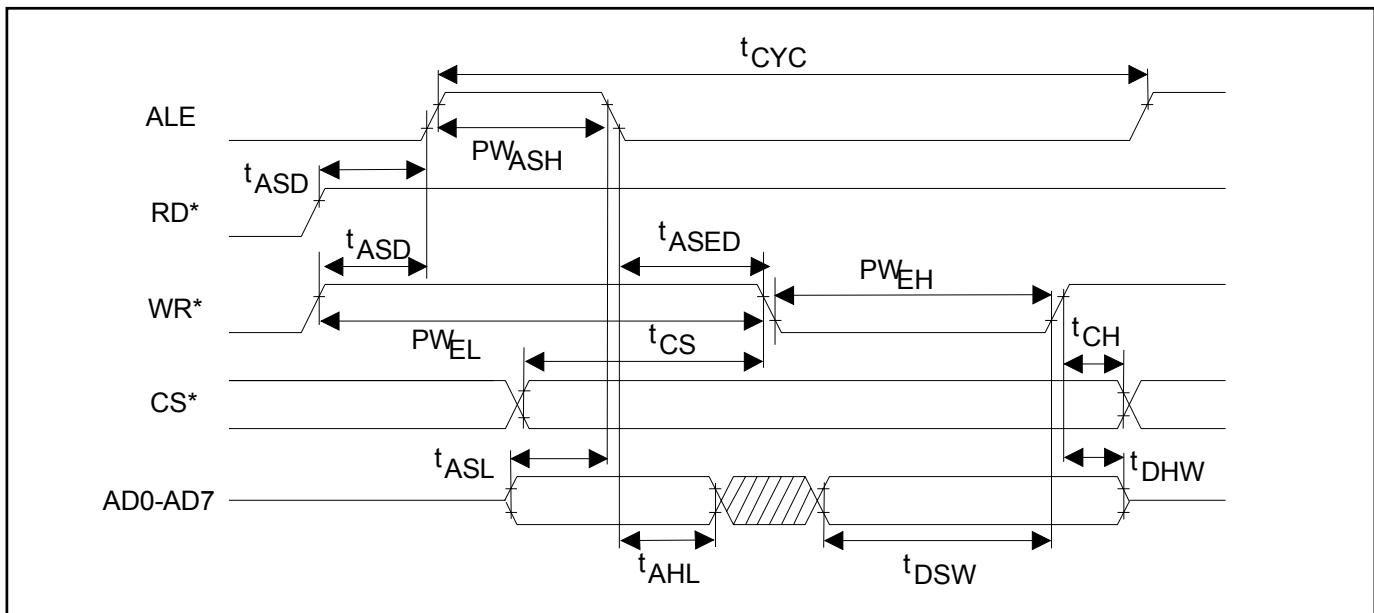 tCYC
ALE
PWASH
tASD
RD*
tASD
tASED
PWEH
WR*
PWEL
tCS
tCH
CS*
tASL
tDHW
AD0-AD7
tAHL
tDSW